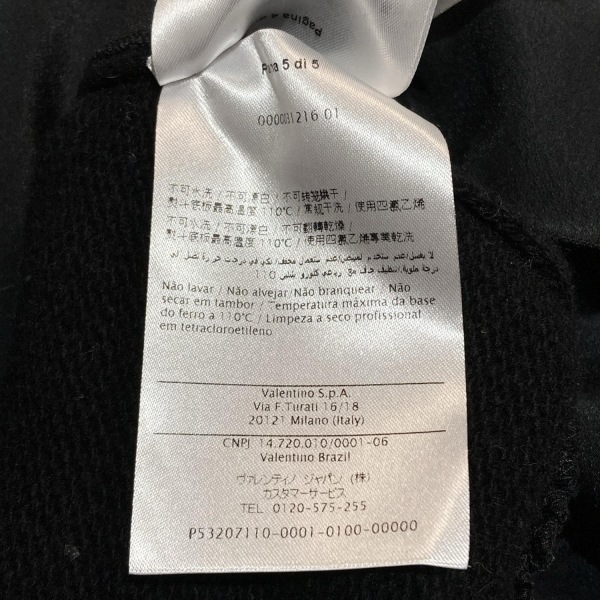 Pagina 4
5 di 5
0000031216 01
不可水洗 / 不可漂白 / 不可转笼烘干 /
熨斗底板最高温度 110℃ / 常规干洗 / 使用四氯乙烯
不可水洗 / 不可漂白 / 不可翻轉乾燥 /
熨斗底板最高溫度 110℃ / 使用四氯乙烯專業乾洗
110
Não lavar / Não alvejar/Não branquear / Não
secar em tambor / Temperatura máxima da base
do ferro a 110℃ / Limpeza a seco profissional
em tetracloroetileno
Valentino S.p.A.
Via F.Turati 16/18
20121 Milano (Italy)
CNPJ 14.720.010/0001-06
Valentino Brazil
ヴァレンティノ ジャパン (株)
カスタマーサービス
TEL 0120-575-255
P53207110-0001-0100-00000